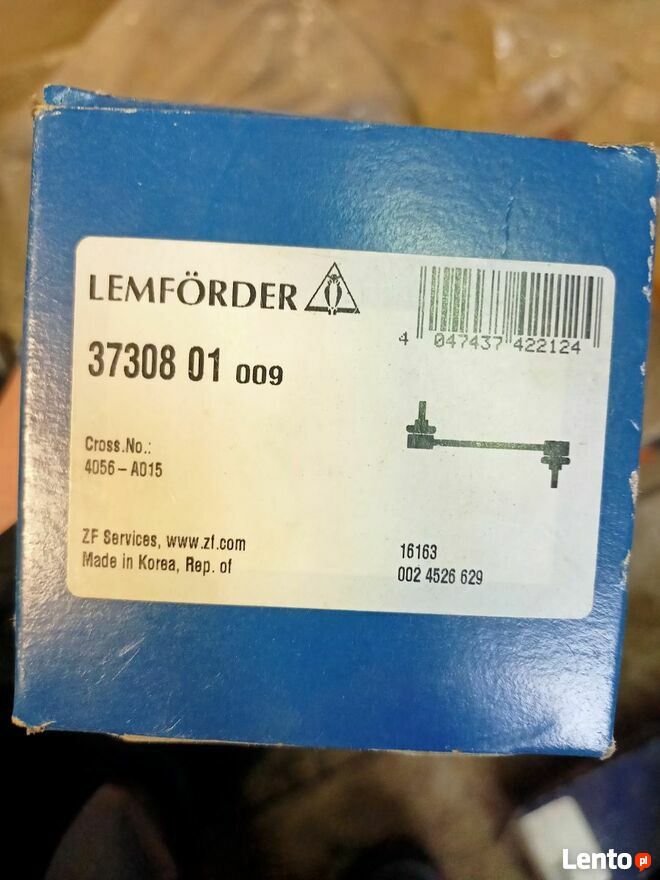 LEMFÖRDER
4 047437 422124
37308 01 009
Cross.No.:
4056-A015
ZF Services, www.zf.com
Made in Korea, Rep. of
16163
002 4526 629
Lento.pl